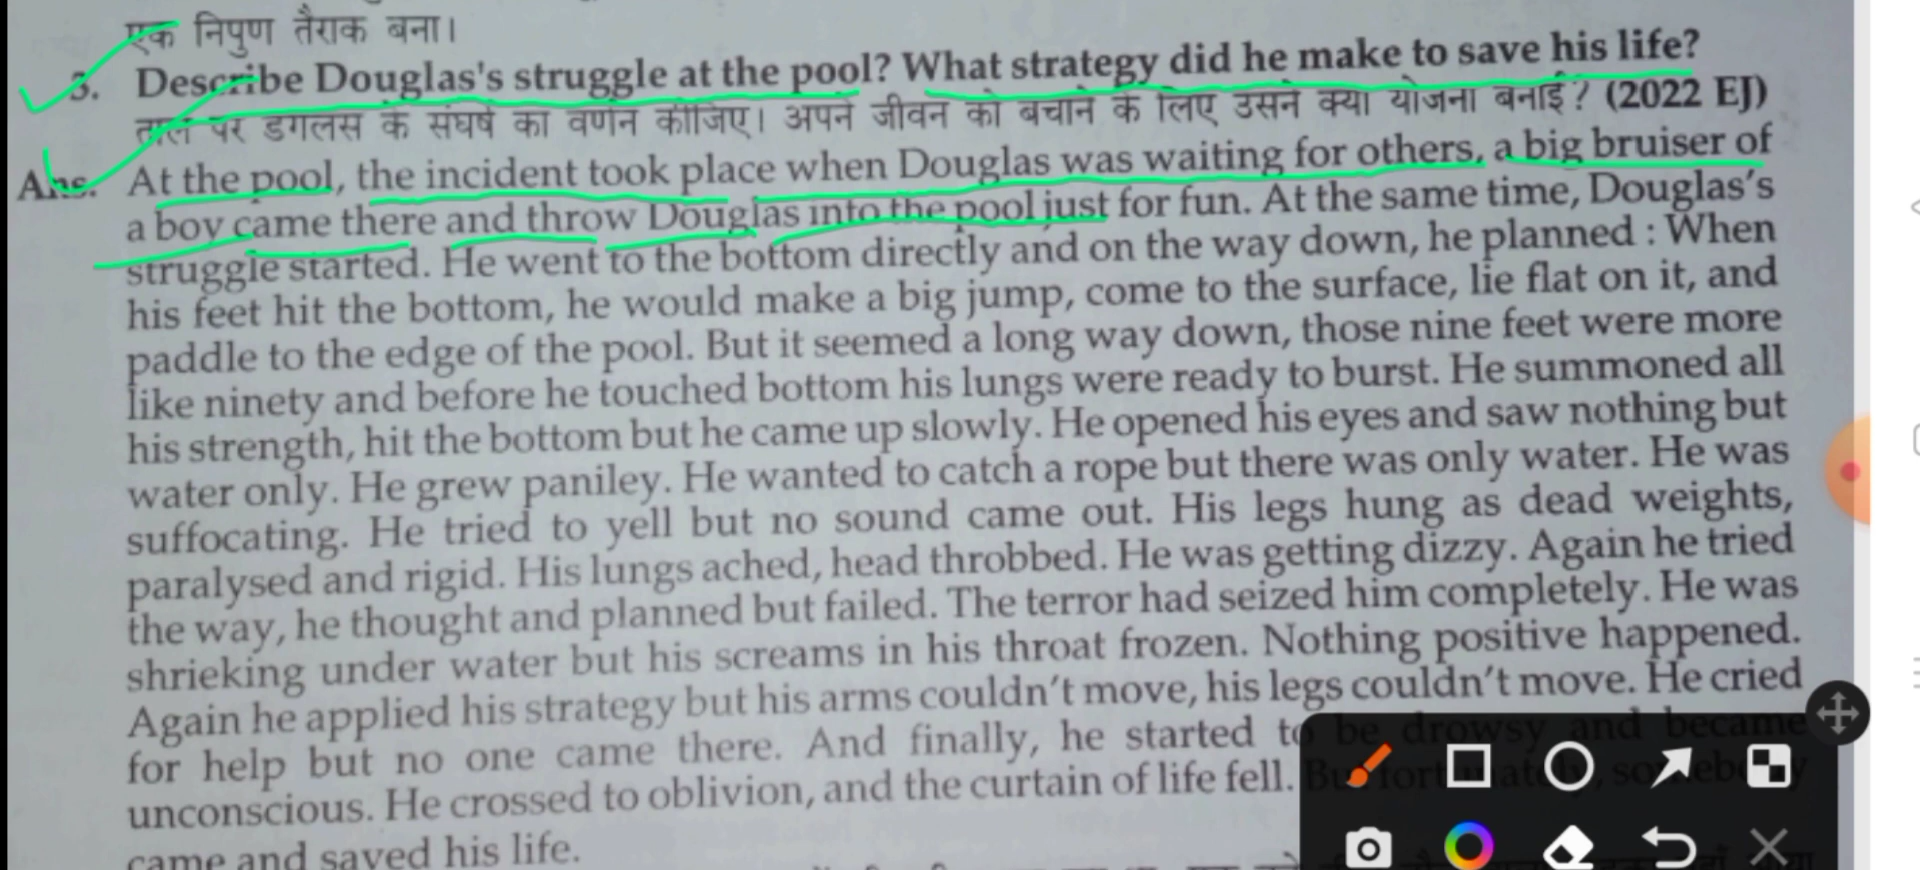 एक निपुण तैराक बना।
3. Describe Douglas's struggle at the pool? What strategy did he make to save his life?
ताल पर डगलस के संघर्ष का वर्णन कीजिए। अपने जीवन को बचाने के लिए उसने क्या योजना बनाई? (2022 EJ)
Ans. At the pool, the incident took place when Douglas was waiting for others, a big bruiser of
a boy came there and throw Douglas into the pool just for fun. At the same time, Douglas's
struggle started. He went to the bottom directly and on the way down, he planned : When
his feet hit the bottom, he would make a big jump, come to the surface, lie flat on it, and
paddle to the edge of the pool. But it seemed a long way down, those nine feet were more
like ninety and before he touched bottom his lungs were ready to burst. He summoned all
his strength, hit the bottom but he came up slowly. He opened his eyes and saw nothing but
water only. He grew paniley. He wanted to catch a rope but there was only water. He was
suffocating. He tried to yell but no sound came out. His legs hung as dead weights,
paralysed and rigid. His lungs ached, head throbbed. He was getting dizzy. Again he tried
the way, he thought and planned but failed. The terror had seized him completely. He was
shrieking under water but his screams in his throat frozen. Nothing positive happened.
Again he applied his strategy but his arms couldn't move, his legs couldn't move. He cried
for help but no one came there. And finally, he started to be drowsy and became
unconscious. He crossed to oblivion, and the curtain of life fell. But fortunately, somebody
came and saved his life.